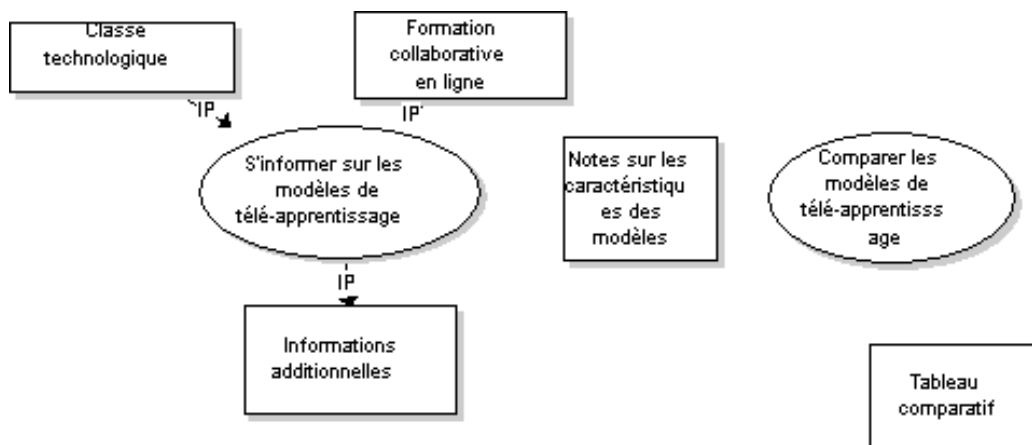 Classe
technologique
Formation
collaborative
en ligne
IP
IP
S'informer sur les
modèles de
télé-apprentissage
Notes sur les
caractéristiqu
es des
modèles
Comparer les
modèles de
télé-apprentisss
age
IP
Informations
additionnelles
Tableau
comparatif